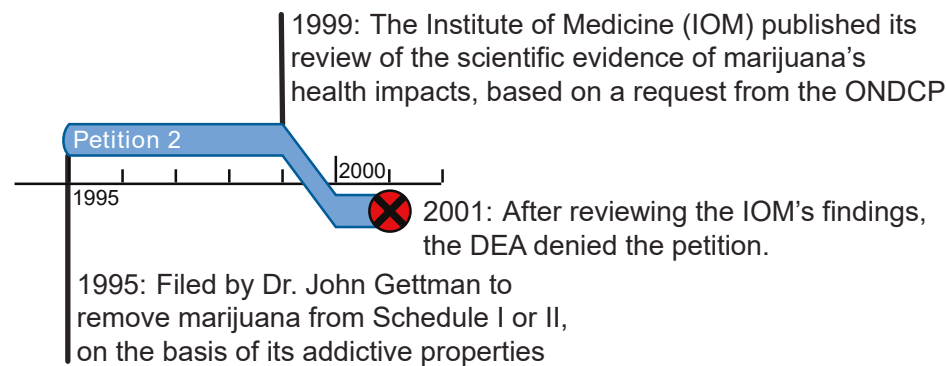 1999: The Institute of Medicine (IOM) published its
review of the scientific evidence of marijuana’s
health impacts, based on a request from the ONDCP
Petition 2
2000
1995
2001: After reviewing the IOM’s findings,
the DEA denied the petition.
1995: Filed by Dr. John Gettman to
remove marijuana from Schedule I or II,
on the basis of its addictive properties